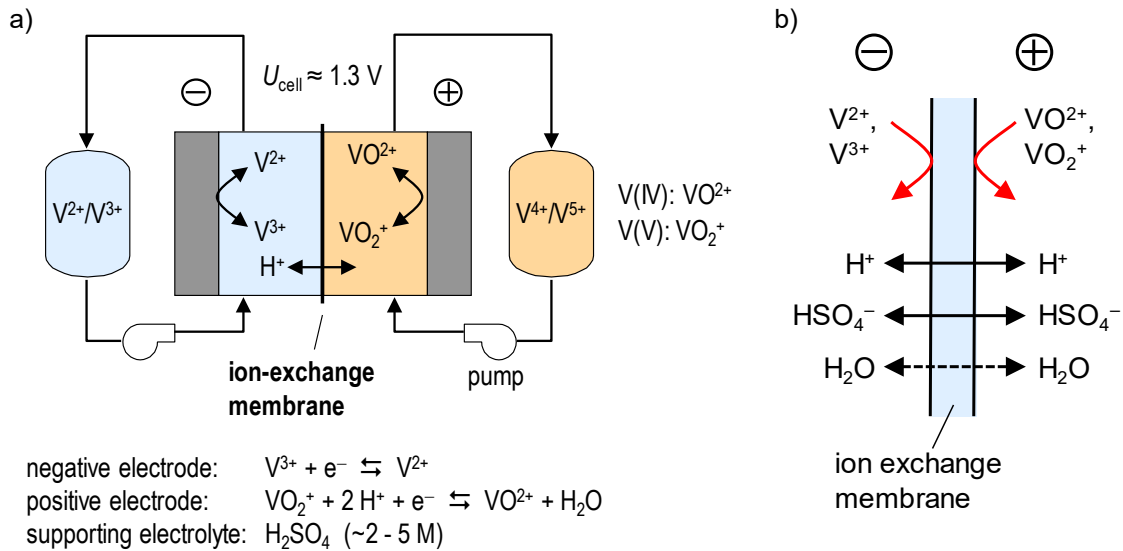 a)
U_cell ≈ 1.3 V
−
+
V²⁺
VO²⁺
V²⁺/V³⁺
V⁴⁺/V⁵⁺
V(IV): VO²⁺
V(V): VO₂⁺
V³⁺
VO₂⁺
H⁺
ion-exchange
membrane
pump
negative electrode: V³⁺ + e⁻ ⇆ V²⁺
positive electrode: VO₂⁺ + 2 H⁺ + e⁻ ⇆ VO²⁺ + H₂O
supporting electrolyte: H₂SO₄ (~2 - 5 M)
b)
−
+
V²⁺,
V³⁺
VO²⁺,
VO₂⁺
H⁺
H⁺
HSO₄⁻
HSO₄⁻
H₂O
H₂O
ion exchange
membrane